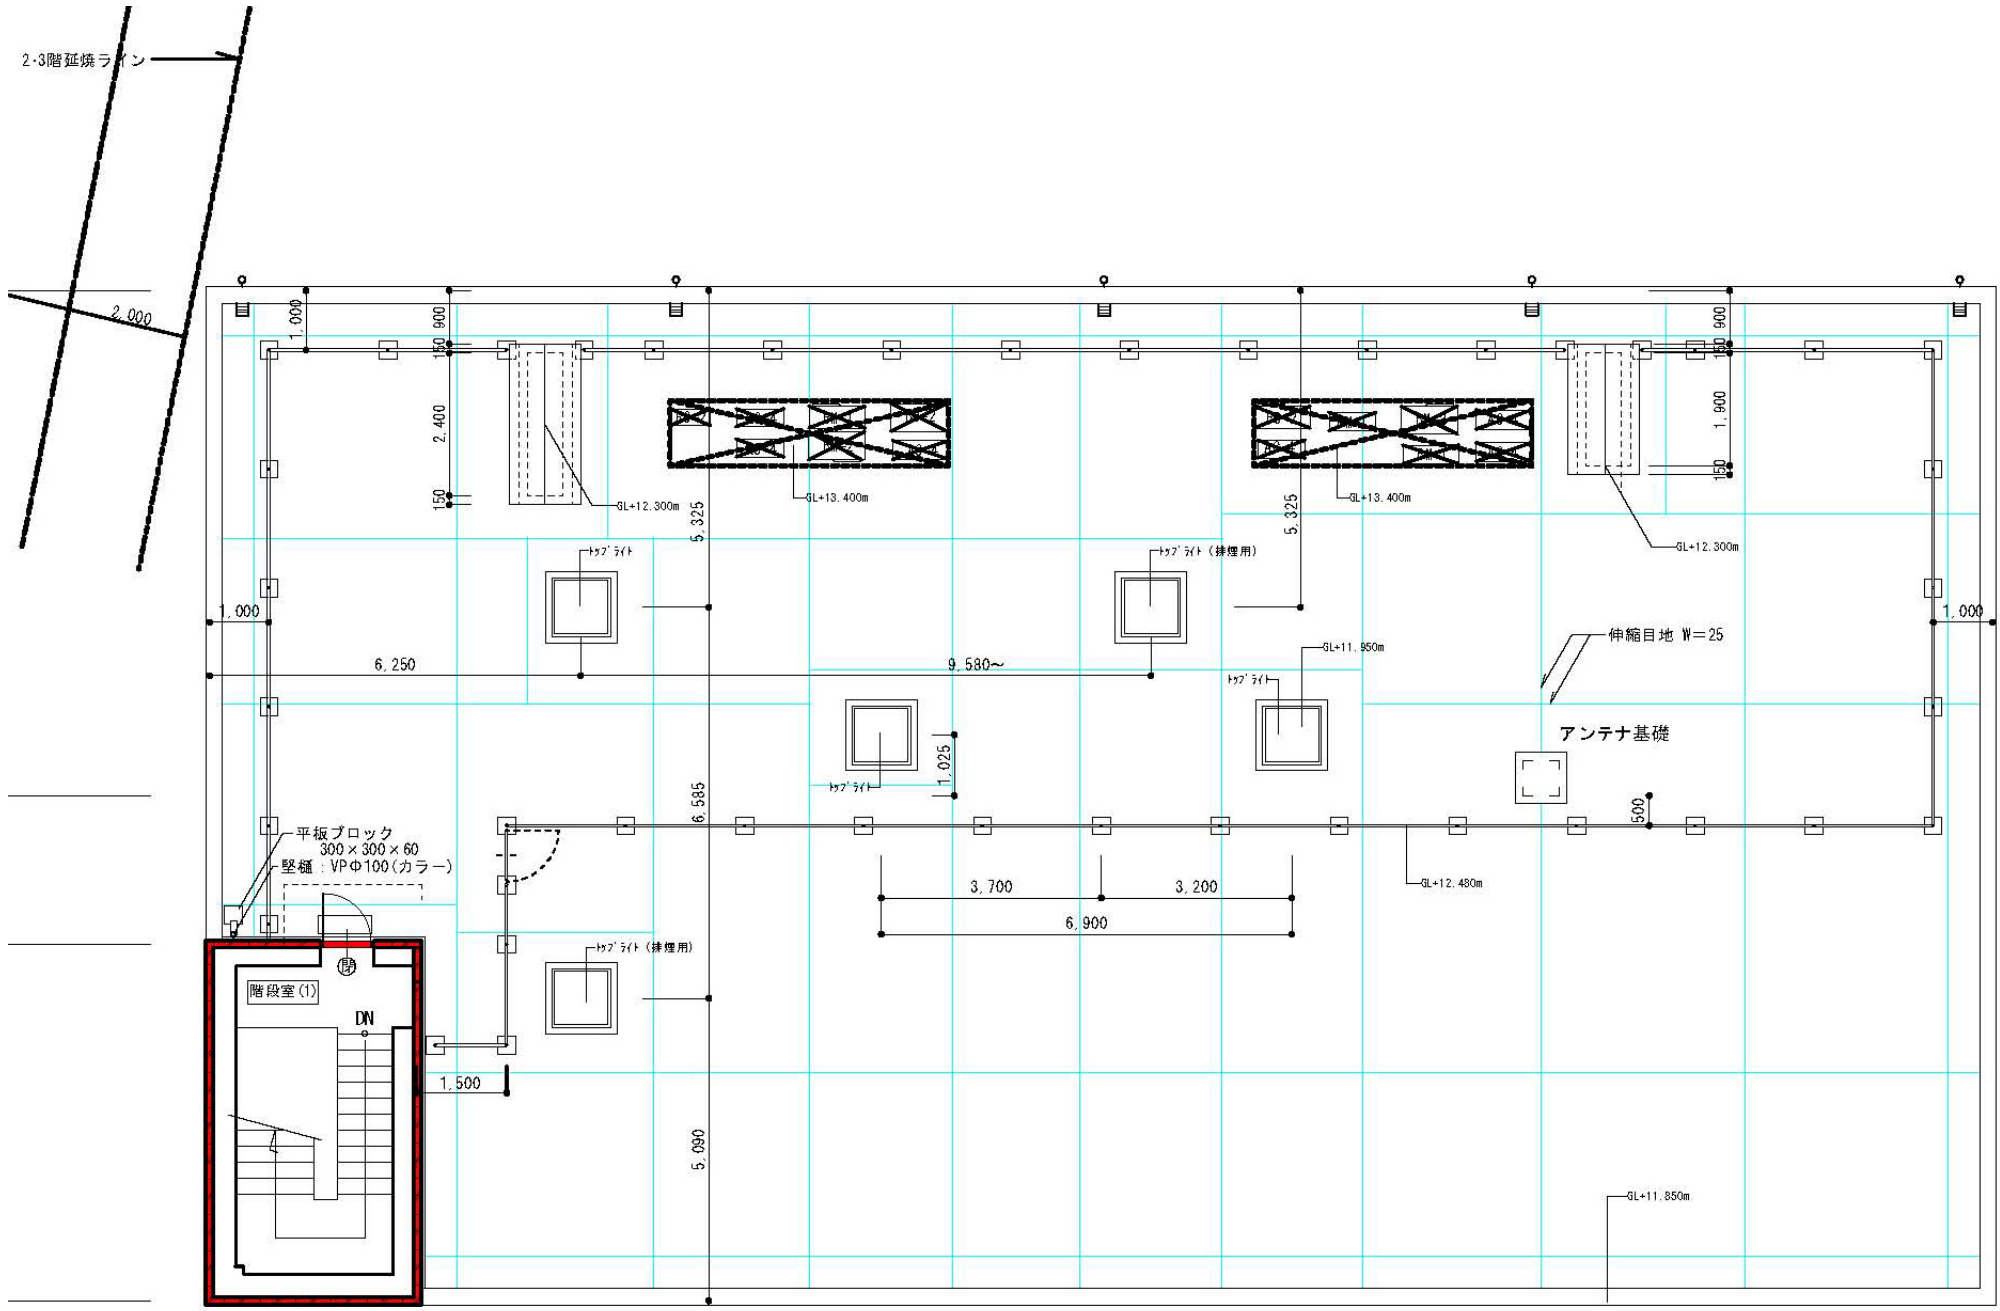 2・3階延焼ライン
2,000
1,000
900
150
2,400
150
5,325
5,325
900
150
1,900
150
GL+12.300m
GL+13.400m
GL+13.400m
GL+12.300m
トップライト
トップライト(排煙用)
1,000
1,000
6,250
9,580〜
GL+11.950m
トップライト
伸縮目地 W=25
アンテナ基礎
1,025
トップライト
6,585
500
平板ブロック
300×300×60
竪樋:VPΦ100(カラー)
3,700
3,200
6,900
GL+12.480m
トップライト(排煙用)
閉
階段室(1)
DN
1,500
5,090
GL+11.850m